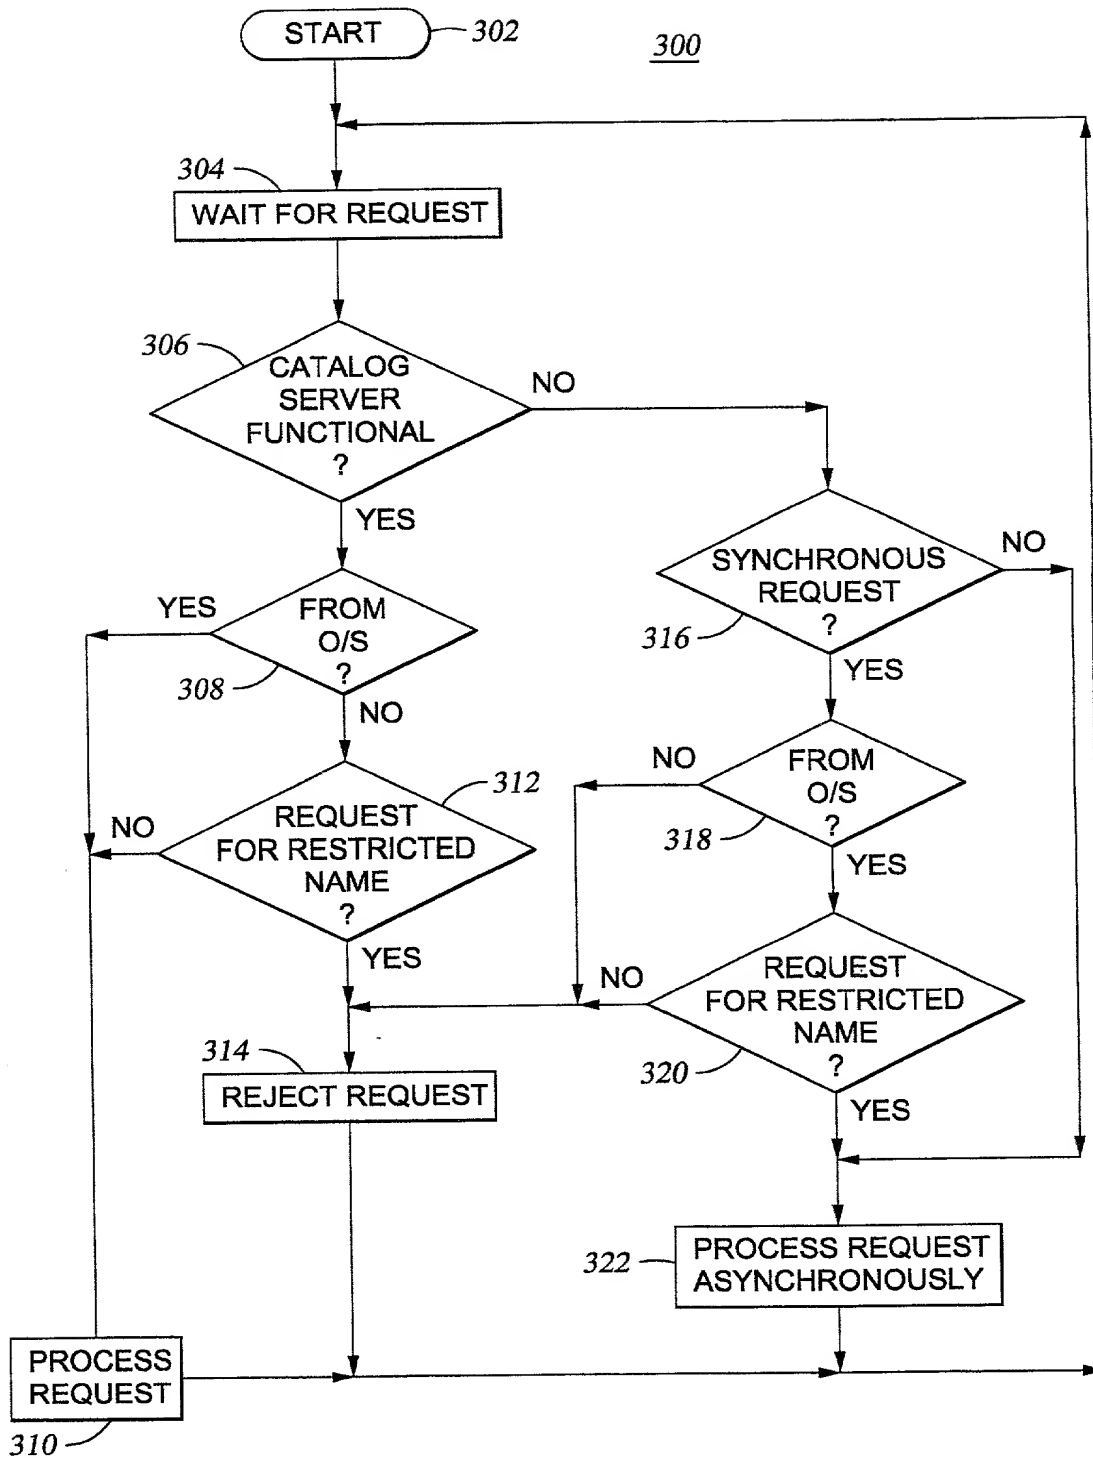 START
302
300
304
WAIT FOR REQUEST
306
CATALOG
SERVER
FUNCTIONAL
?
NO
YES
SYNCHRONOUS
REQUEST
?
NO
316
YES
YES
FROM
O/S
?
308
NO
NO
FROM
O/S
?
318
YES
312
REQUEST
FOR RESTRICTED
NAME
?
NO
YES
REQUEST
FOR RESTRICTED
NAME
?
NO
320
YES
314
REJECT REQUEST
322
PROCESS REQUEST
ASYNCHRONOUSLY
PROCESS
REQUEST
310